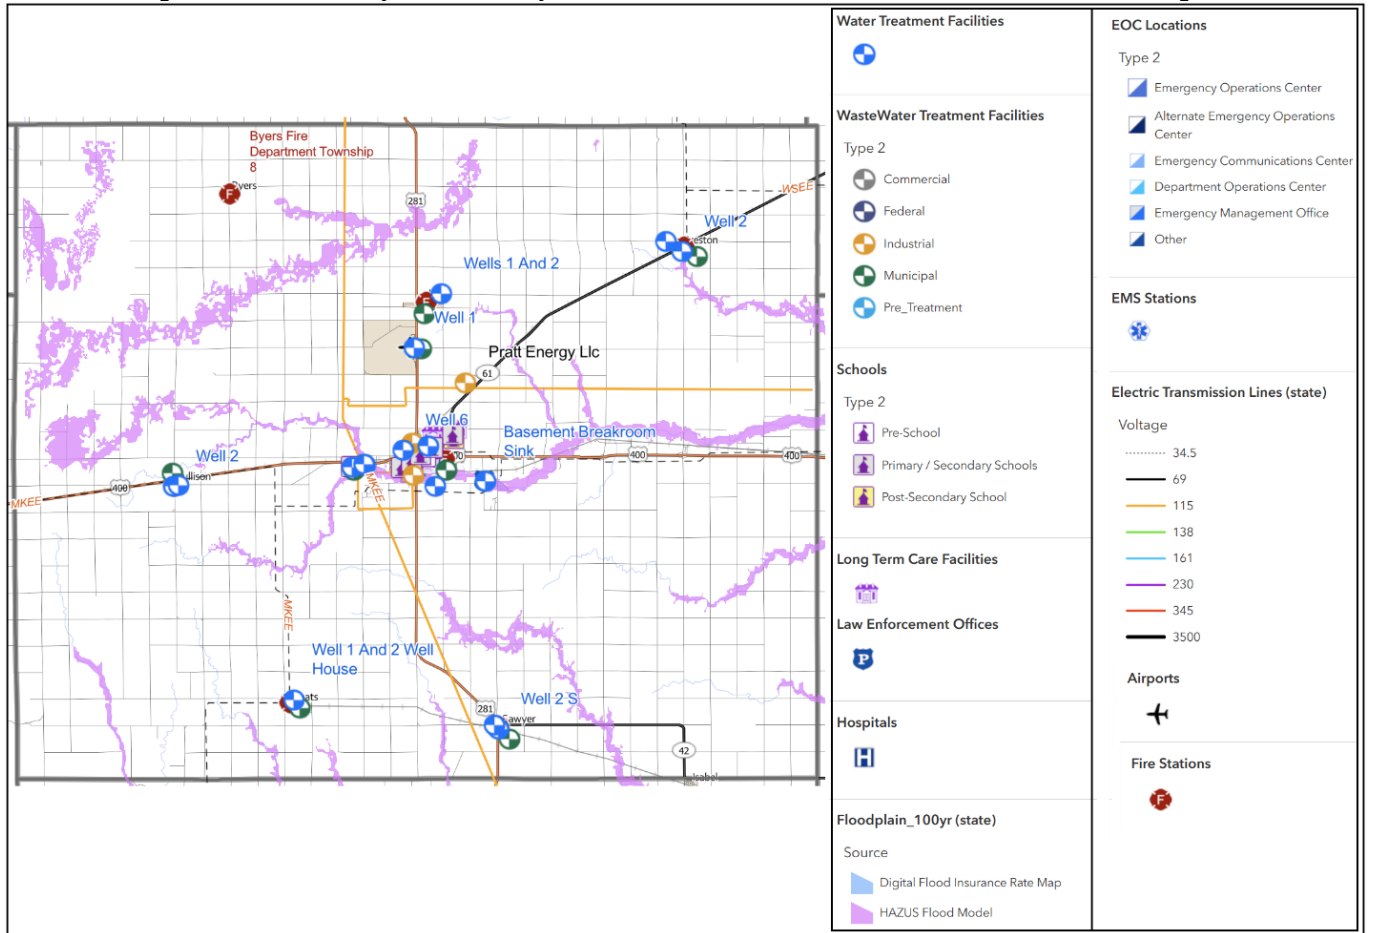 Byers Fire
Department Township
8
281
WSEE
Well 2
Wells 1 And 2
Well 1
Pratt Energy Llc
61
Well 6
Basement Breakroom
Sink
400
400
Well 2
400
MKEE
MKEE
MKEE
Well 1 And 2 Well
House
Well 2 S
281
Sawyer
42
Isabel
Water Treatment Facilities
WasteWater Treatment Facilities
Type 2
Commercial
Federal
Industrial
Municipal
Pre_Treatment
Schools
Type 2
Pre-School
Primary / Secondary Schools
Post-Secondary School
Long Term Care Facilities
Law Enforcement Offices
P
Hospitals
H
Floodplain_100yr (state)
Source
Digital Flood Insurance Rate Map
HAZUS Flood Model
EOC Locations
Type 2
Emergency Operations Center
Alternate Emergency Operations
Center
Emergency Communications Center
Department Operations Center
Emergency Management Office
Other
EMS Stations
Electric Transmission Lines (state)
Voltage
34.5
69
115
138
161
230
345
3500
Airports
Fire Stations
F